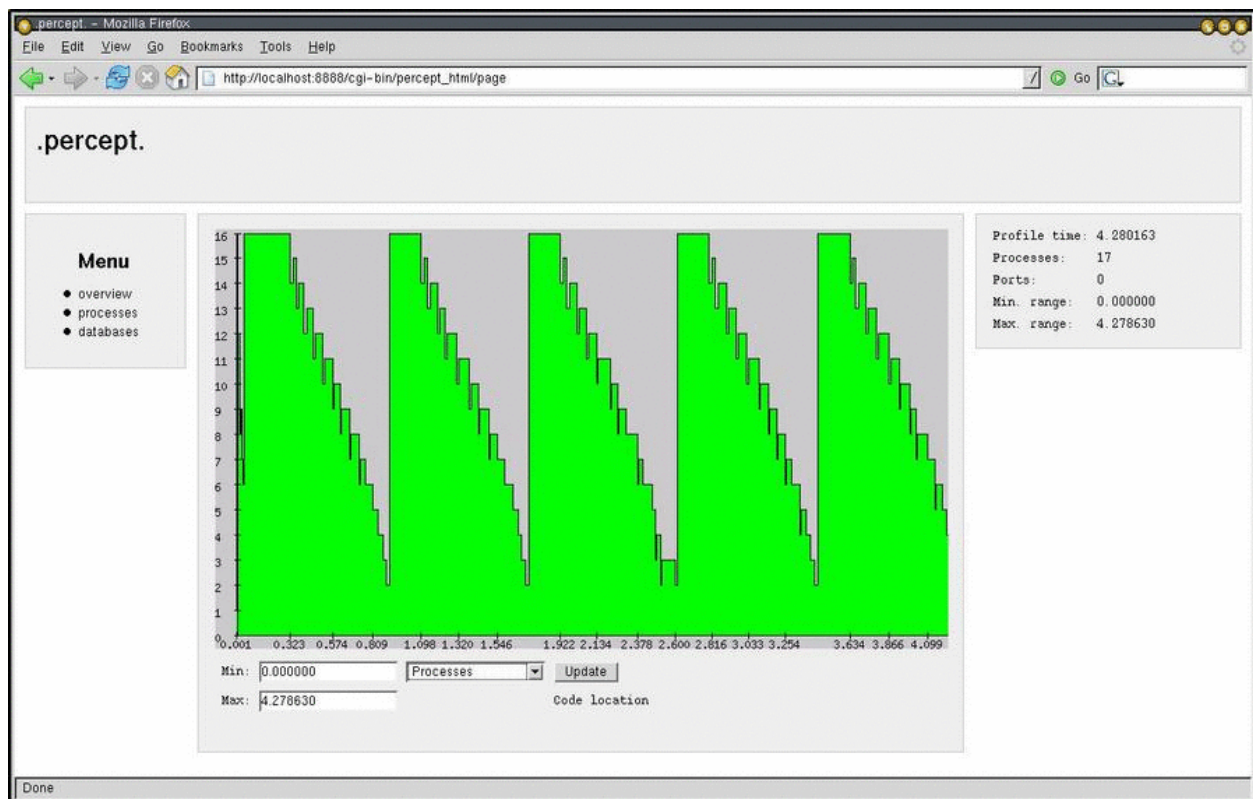 .percept. – Mozilla Firefox
File Edit View Go Bookmarks Tools Help
http://localhost:8888/cgi-bin/percept_html/page Go G
.percept.
Menu
overview
processes
databases
16
15
14
13
12
11
10
9
8
7
6
5
4
3
2
1
0
0.001 0.323 0.574 0.809 1.098 1.320 1.546 1.922 2.134 2.378 2.600 2.816 3.033 3.254 3.634 3.866 4.099
Min: 0.000000 Processes Update
Max: 4.278630 Code location
Profile time: 4.280163
Processes: 17
Ports: 0
Min. range: 0.000000
Max. range: 4.278630
Done